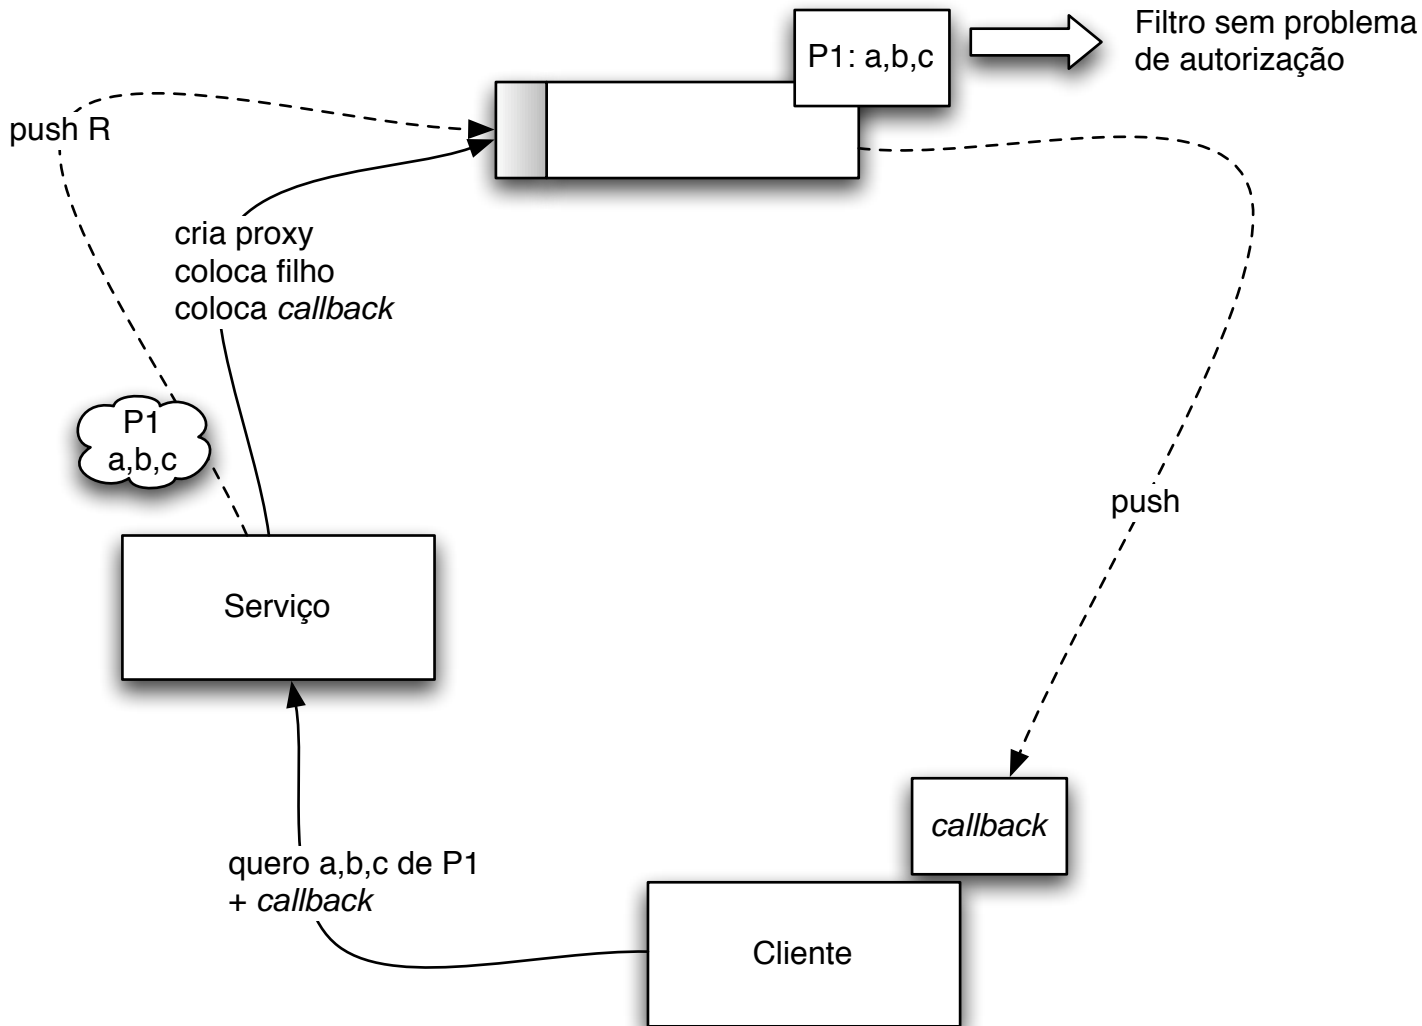 Filtro sem problema
de autorização
P1: a,b,c
push R
cria proxy
coloca filho
coloca callback
P1
a,b,c
push
Serviço
callback
quero a,b,c de P1
+ callback
Cliente